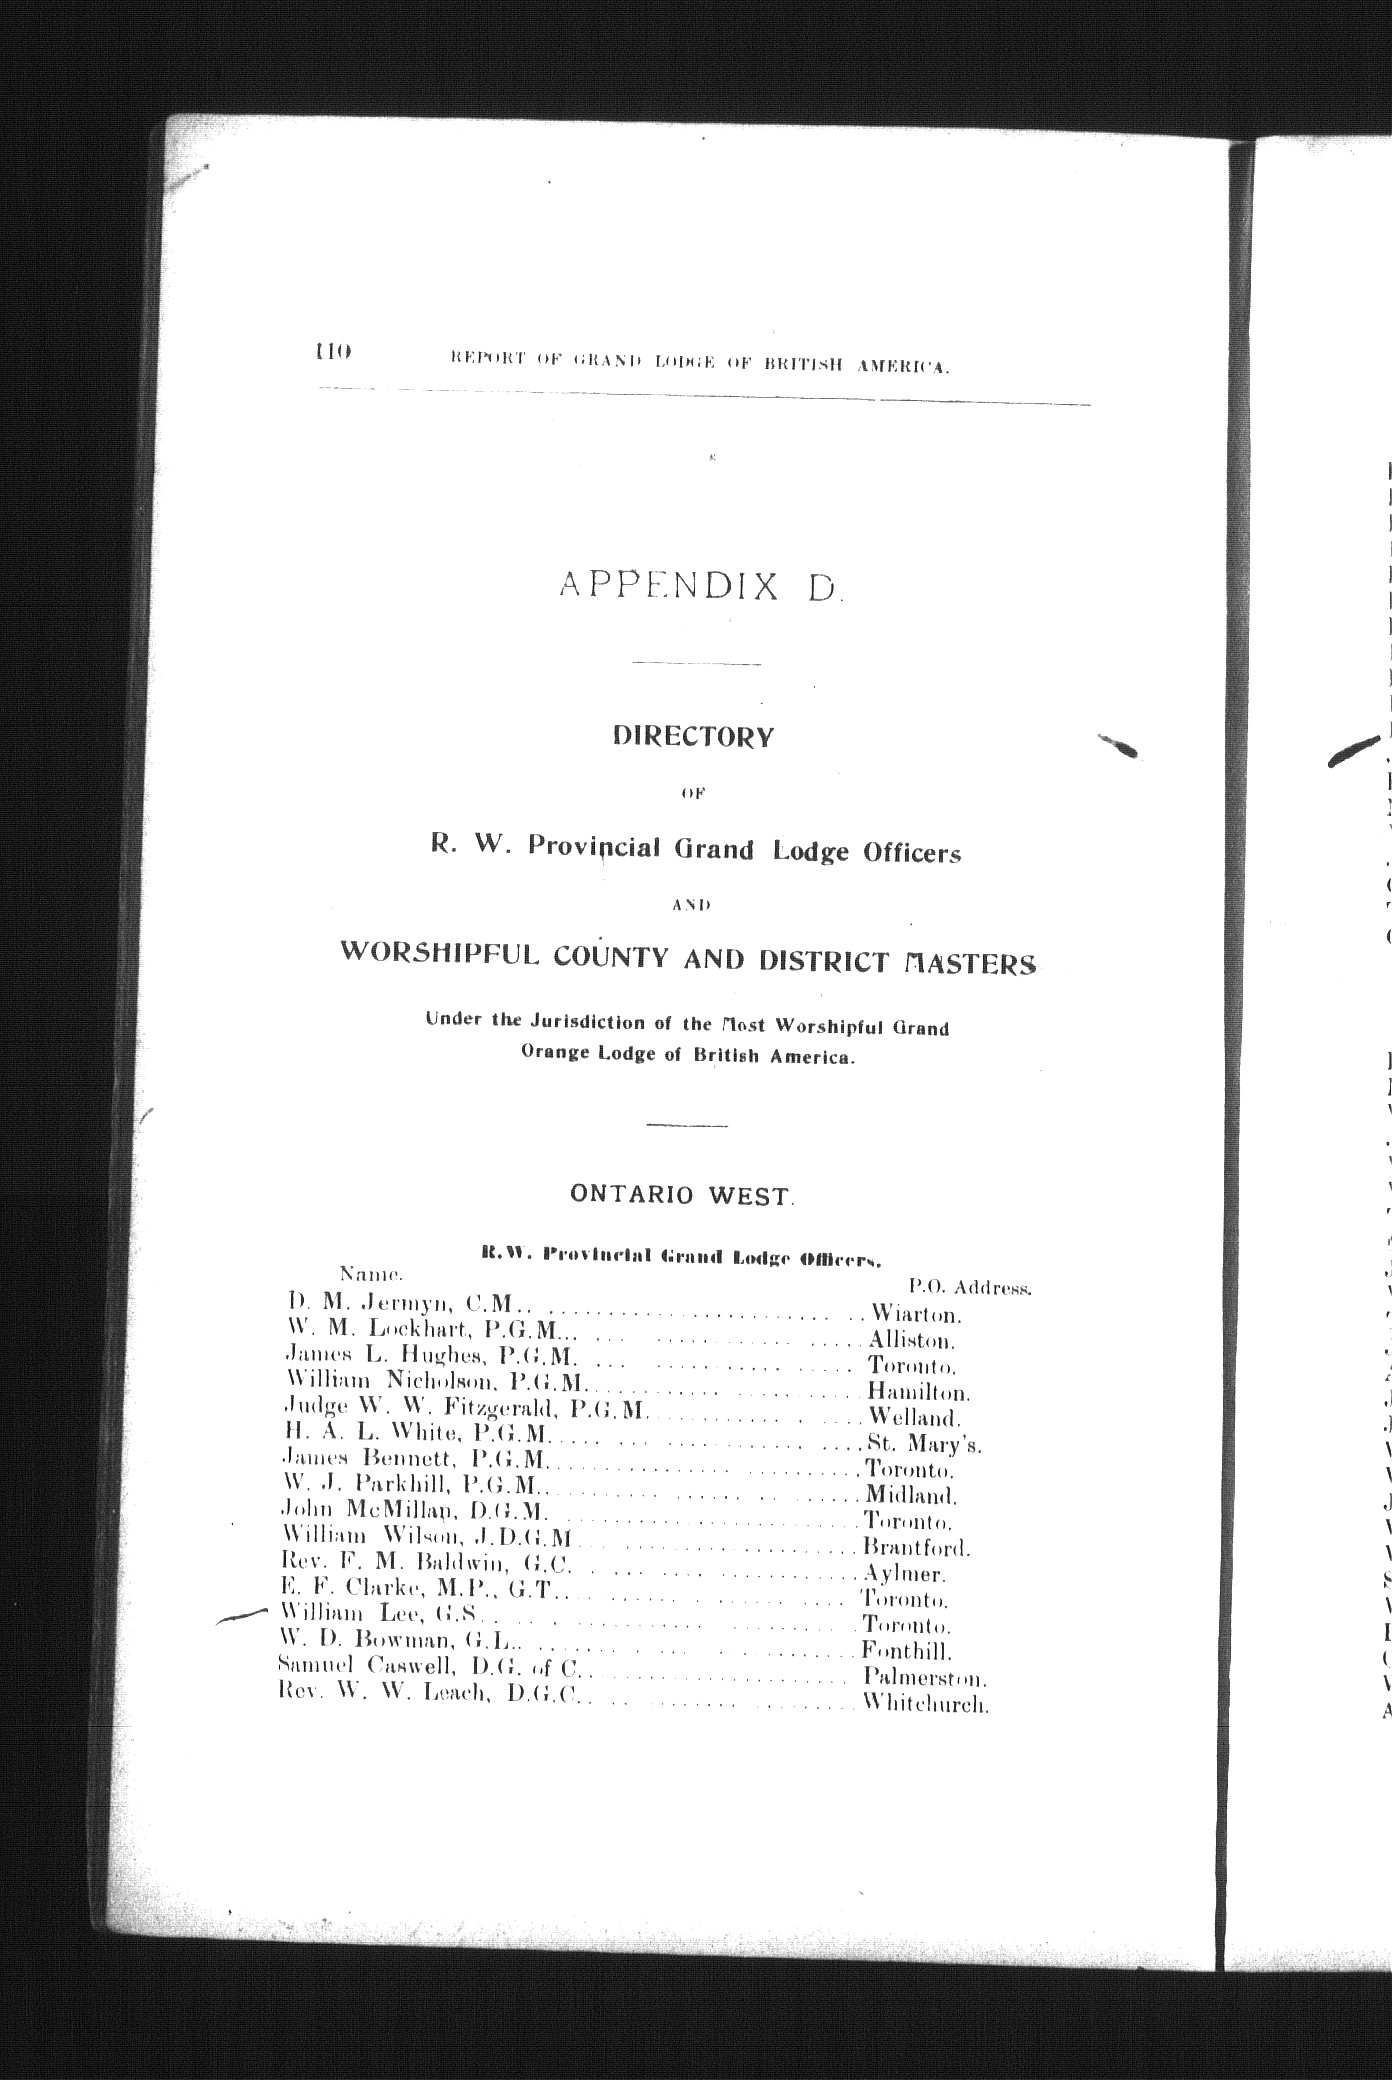 110 REPORT OF GRAND LODGE OF BRITISH AMERICA.
APPENDIX D.
DIRECTORY
OF
R. W. Provincial Grand Lodge Officers
AND
WORSHIPFUL COUNTY AND DISTRICT MASTERS
Under the Jurisdiction of the Most Worshipful Grand
Orange Lodge of British America.
ONTARIO WEST.
R.W. Provincial Grand Lodge Officers.
Name. P.O. Address.
D. M. Jermyn, C.M. Wiarton.
W. M. Lockhart, P.G.M. Alliston.
James L. Hughes, P.G.M. Toronto.
William Nicholson, P.G.M. Hamilton.
Judge W. W. Fitzgerald, P.G.M. Welland.
H. A. L. White, P.G.M. St. Mary's.
James Bennett, P.G.M. Toronto.
W. J. Parkhill, P.G.M. Midland.
John McMillan, D.G.M. Toronto.
William Wilson, J.D.G.M. Brantford.
Rev. F. M. Baldwin, G.C. Aylmer.
E. F. Clarke, M.P., G.T. Toronto.
William Lee, G.S. Toronto.
W. D. Bowman, G.L. Fonthill.
Samuel Caswell, D.G. of C. Palmerston.
Rev. W. W. Leach, D.G.C. Whitchurch.